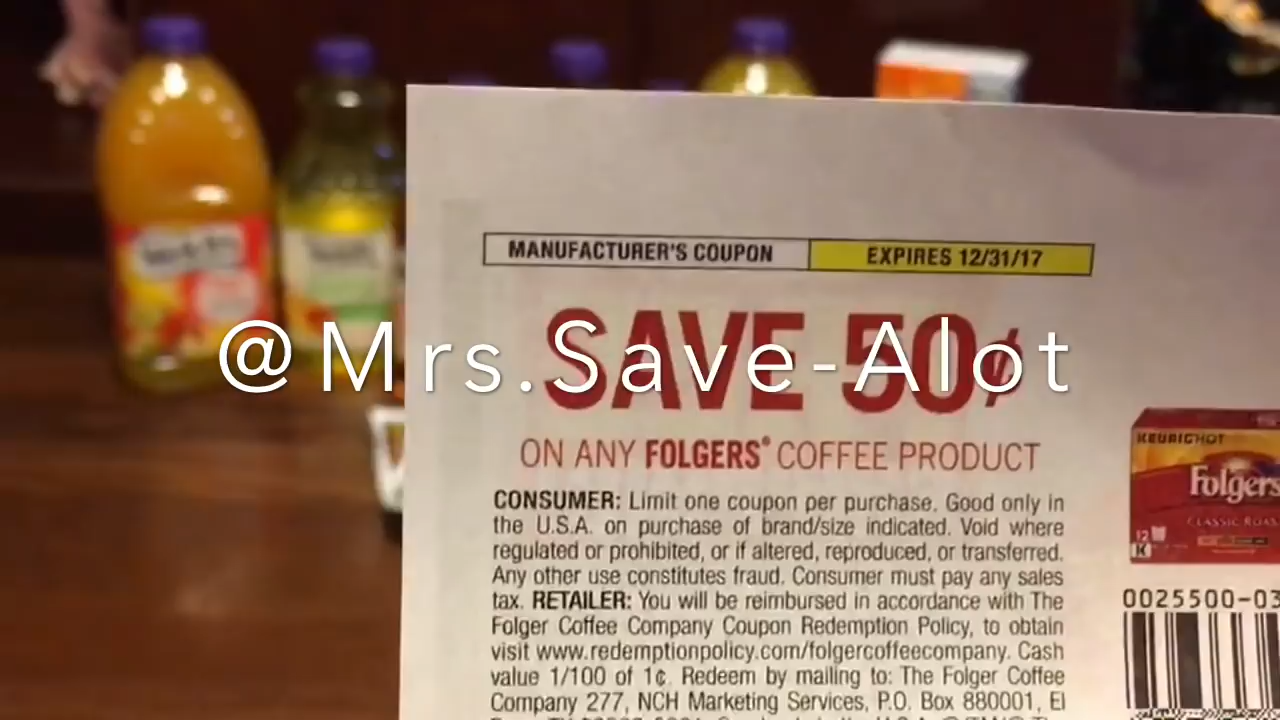 MANUFACTURER'S COUPON EXPIRES 12/31/17
SAVE 50¢
@Mrs.Save-Alot
ON ANY FOLGERS® COFFEE PRODUCT
CONSUMER: Limit one coupon per purchase. Good only in
the U.S.A. on purchase of brand/size indicated. Void where
regulated or prohibited, or if altered, reproduced, or transferred.
Any other use constitutes fraud. Consumer must pay any sales
tax. RETAILER: You will be reimbursed in accordance with The
Folger Coffee Company Coupon Redemption Policy, to obtain
visit www.redemptionpolicy.com/folgercoffeecompany. Cash
value 1/100 of 1¢. Redeem by mailing to: The Folger Coffee
Company 277, NCH Marketing Services, P.O. Box 880001, El
KEURIG HOT
Folgers
CLASSIC ROAS
12
K
0025500-03